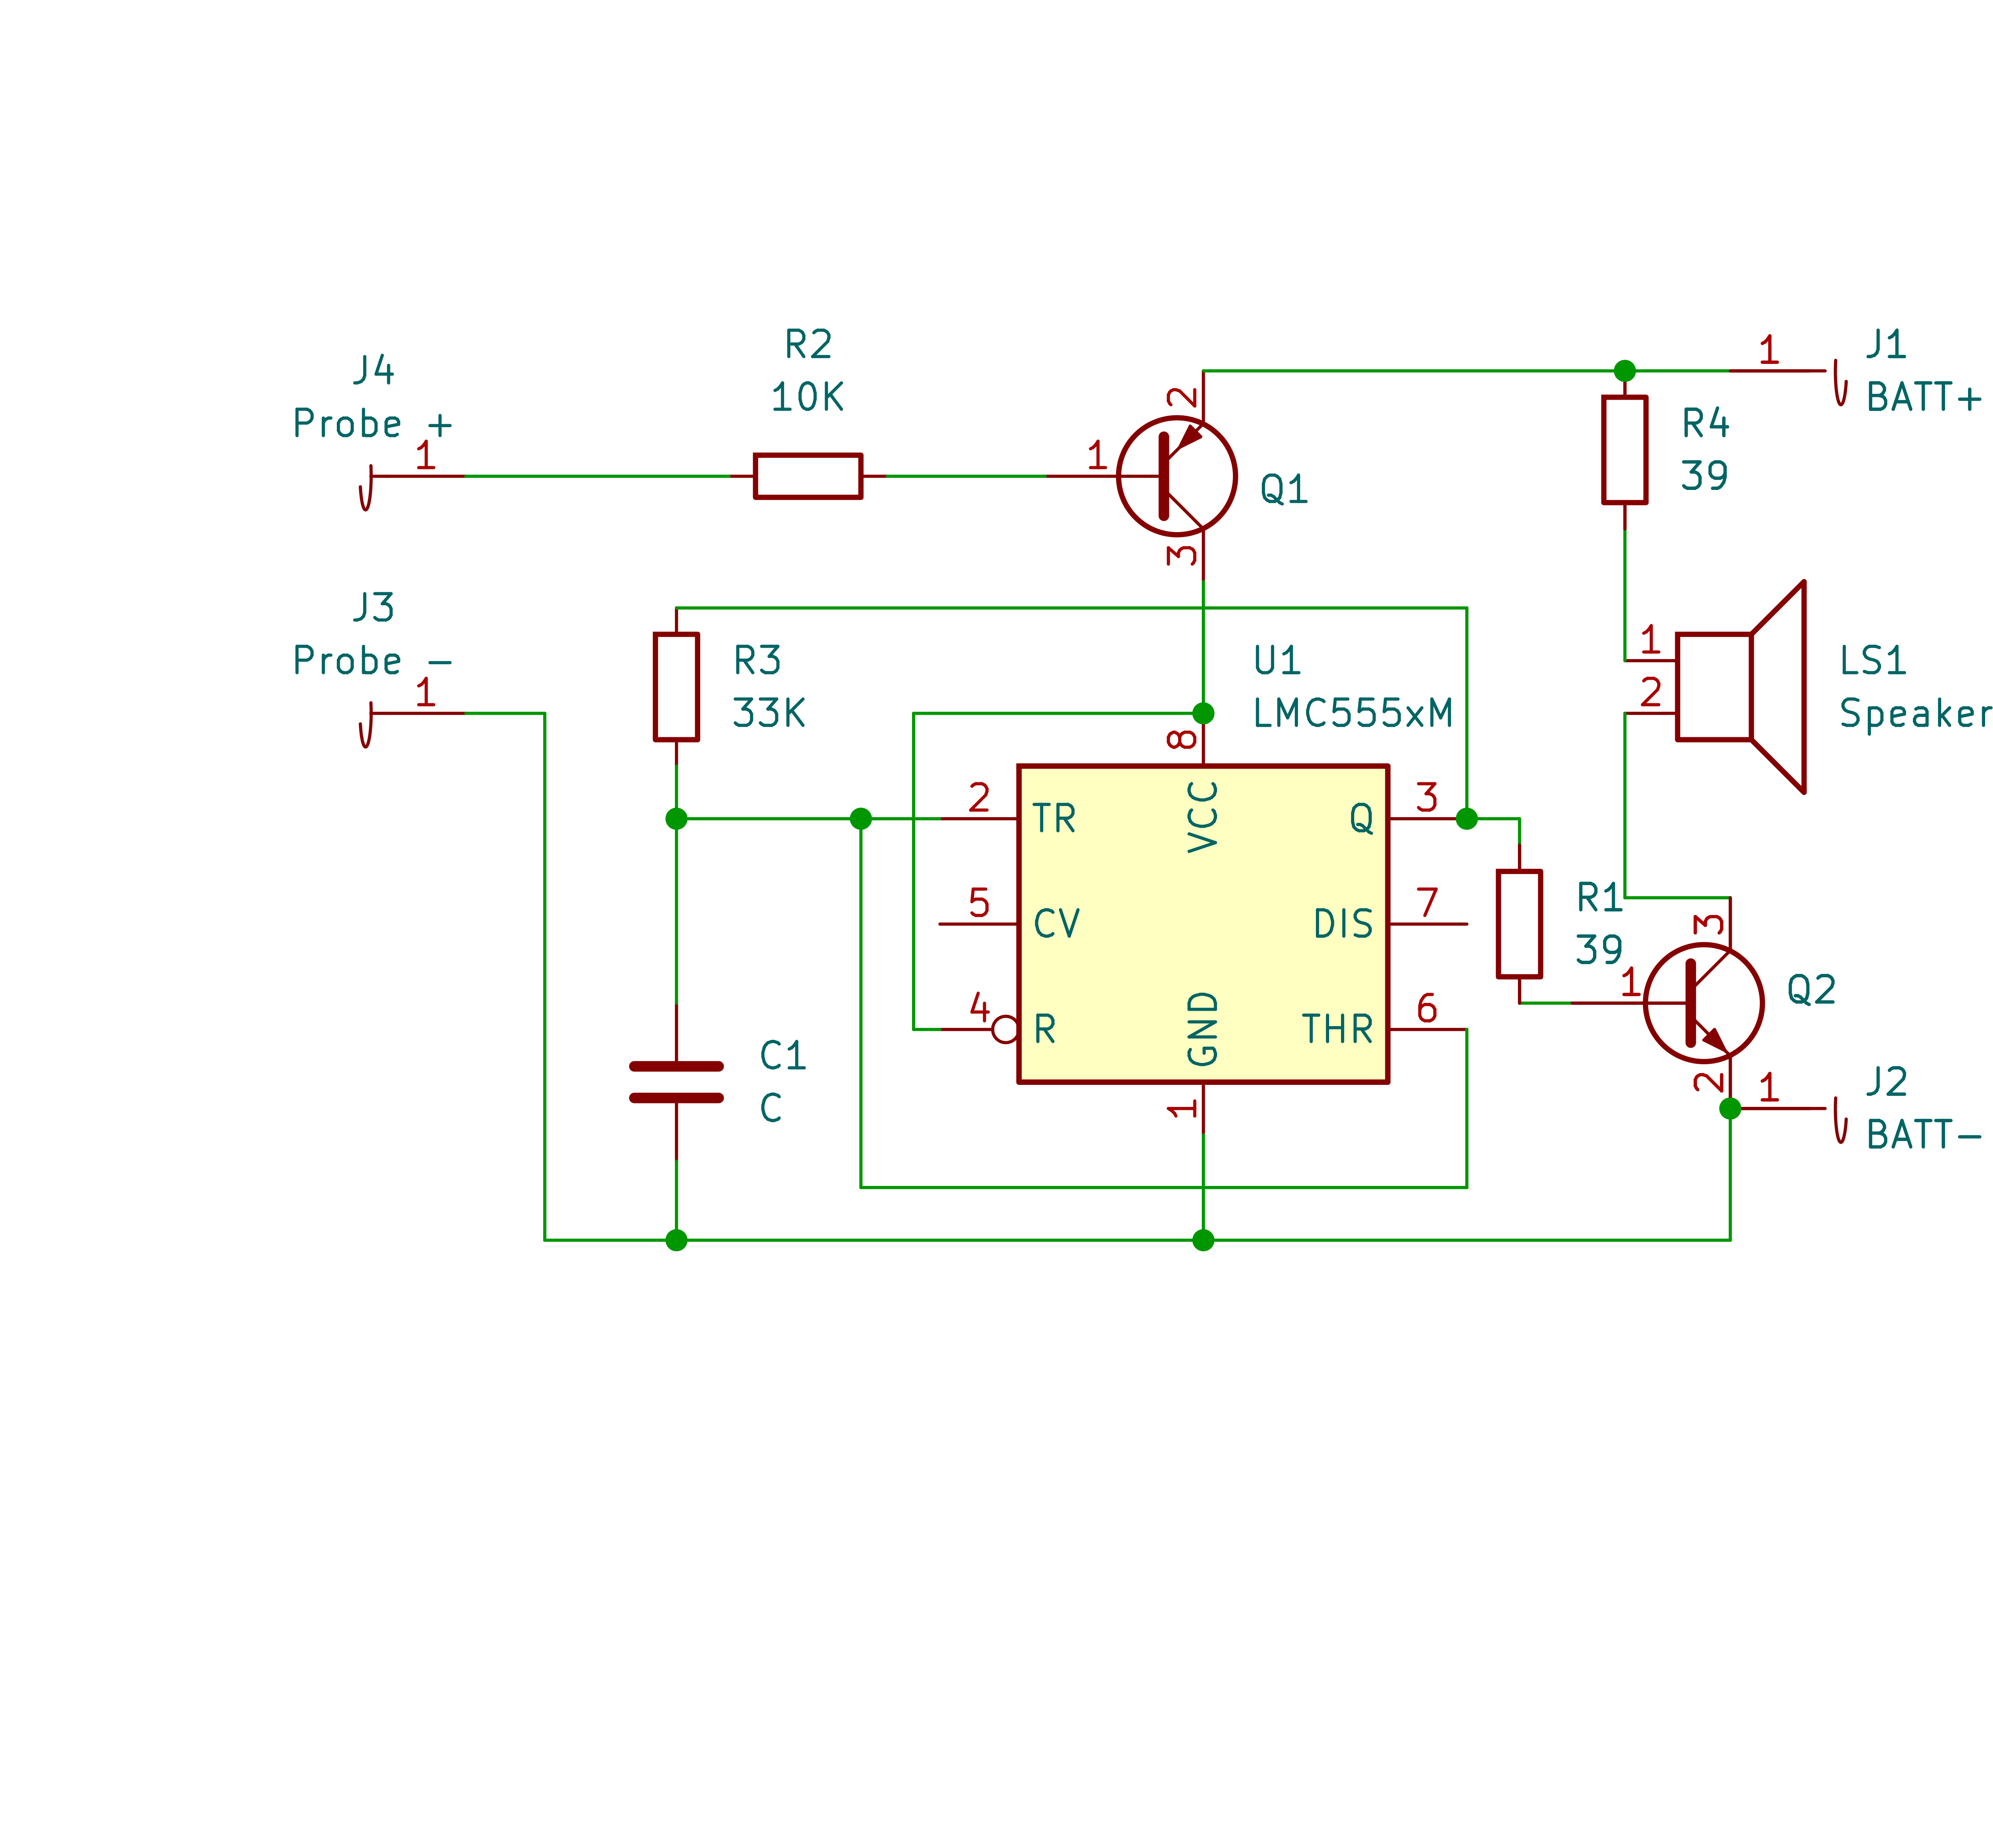 J4
Probe +
1
R2
10K
1
2
Q1
3
1
J1
BATT+
R4
39
J3
Probe -
1
R3
33K
U1
LMC555xM
1
2
LS1
Speaker
8
2
TR
VCC
Q
3
5
CV
DIS
7
4
R
GND
THR
6
1
R1
39
3
1
Q2
2
1
J2
BATT-
C1
C